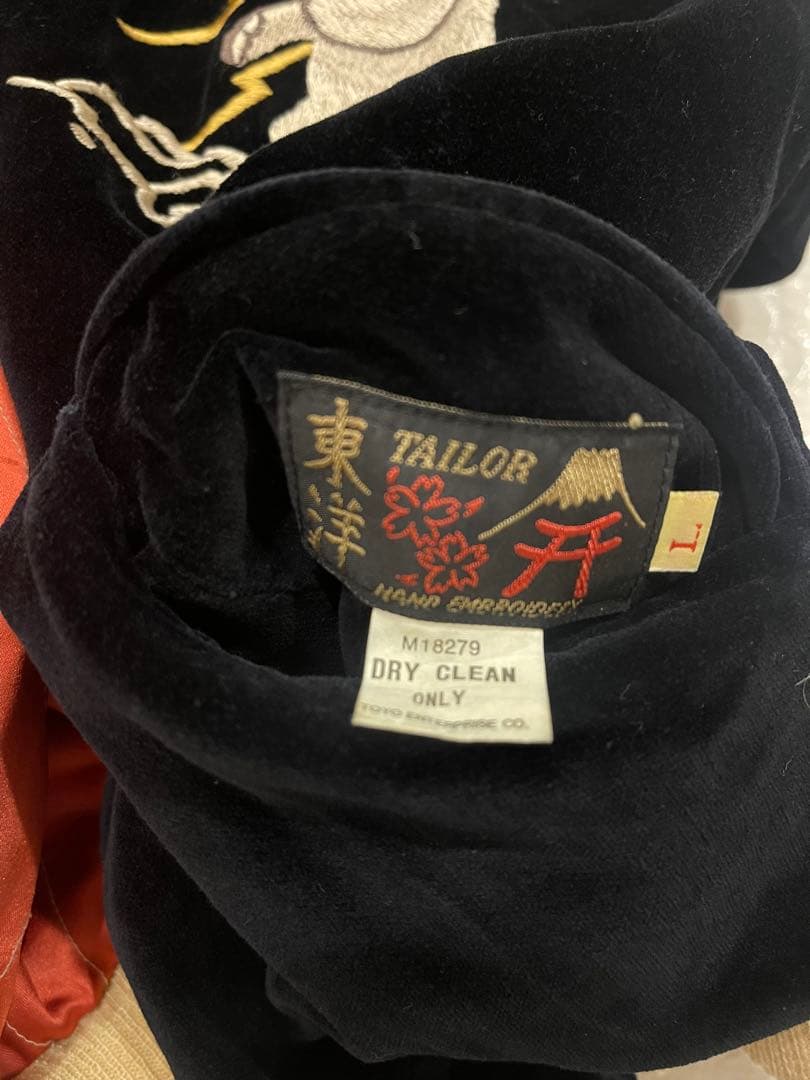 東洋
TAILOR
HAND EMBROIDERY
L
M18279
DRY CLEAN
ONLY
TOYO ENTERPRISE CO.